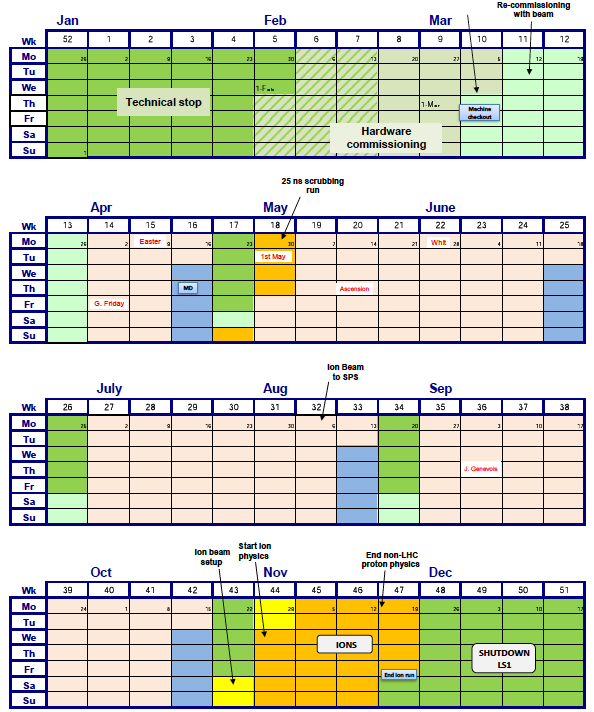 Re-commissioning
with beam
Jan Feb Mar
Wk 52 1 2 3 4 5 6 7 8 9 10 11 12
Mo 26 2 9 16 23 30 6 13 20 27 5 12 19
Tu
We 1-Feb
Th Technical stop 1-Mar Machine
checkout
Fr
Sa Hardware
commissioning
Su 1
25 ns scrubbing
run
Apr May June
Wk 13 14 15 16 17 18 19 20 21 22 23 24 25
Mo 26 2 Easter 9 16 23 30 7 14 21 Whit 28 4 11 18
Tu 1st May
We
Th MD Ascension
Fr G. Friday
Sa
Su
Ion Beam
to SPS
July Aug Sep
Wk 26 27 28 29 30 31 32 33 34 35 36 37 38
Mo 25 2 9 16 23 30 6 13 20 27 3 10 17
Tu
We
Th J. Genevois
Fr
Sa
Su
Ion beam
setup
Start Ion
physics
End non-LHC
proton physics
Oct Nov Dec
Wk 39 40 41 42 43 44 45 46 47 48 49 50 51
Mo 24 1 8 15 22 29 5 12 19 26 3 10 17
Tu
We IONS
Th SHUTDOWN
LS1
Fr End ion run
Sa
Su